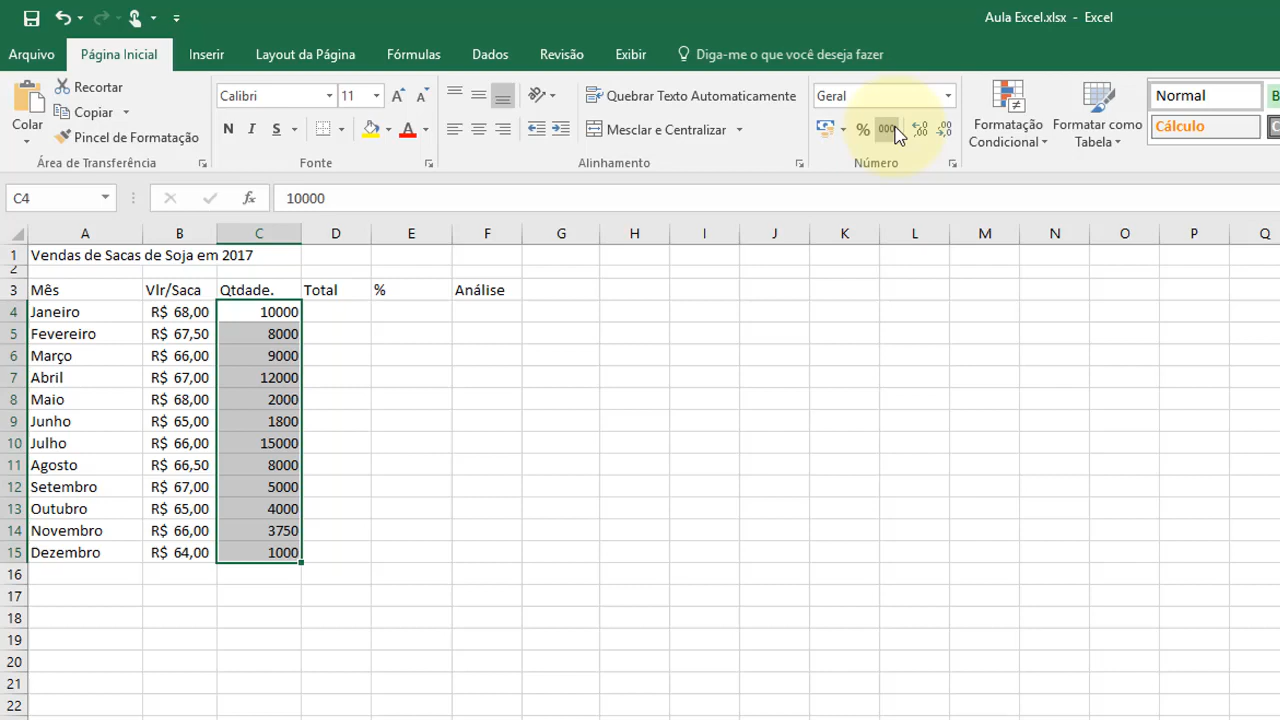 Aula Excel.xlsx - Excel
Arquivo Página Inicial Inserir Layout da Página Fórmulas Dados Revisão Exibir Diga-me o que você deseja fazer
Colar Recortar Copiar Pincel de Formatação
Calibri 11
N I S A
Quebrar Texto Automaticamente
Mesclar e Centralizar
Geral
% 000
Formatação Condicional
Formatar como Tabela
Normal
Cálculo
Área de Transferência Fonte Alinhamento Número
C4 fx 10000
A B C D E F G H I J K L M N O P Q
1 Vendas de Sacas de Soja em 2017
2
3 Mês Vlr/Saca Qtdade. Total % Análise
4 Janeiro R$ 68,00 10000
5 Fevereiro R$ 67,50 8000
6 Março R$ 66,00 9000
7 Abril R$ 67,00 12000
8 Maio R$ 68,00 2000
9 Junho R$ 65,00 1800
10 Julho R$ 66,00 15000
11 Agosto R$ 66,50 8000
12 Setembro R$ 67,00 5000
13 Outubro R$ 65,00 4000
14 Novembro R$ 66,00 3750
15 Dezembro R$ 64,00 1000
16
17
18
19
20
21
22